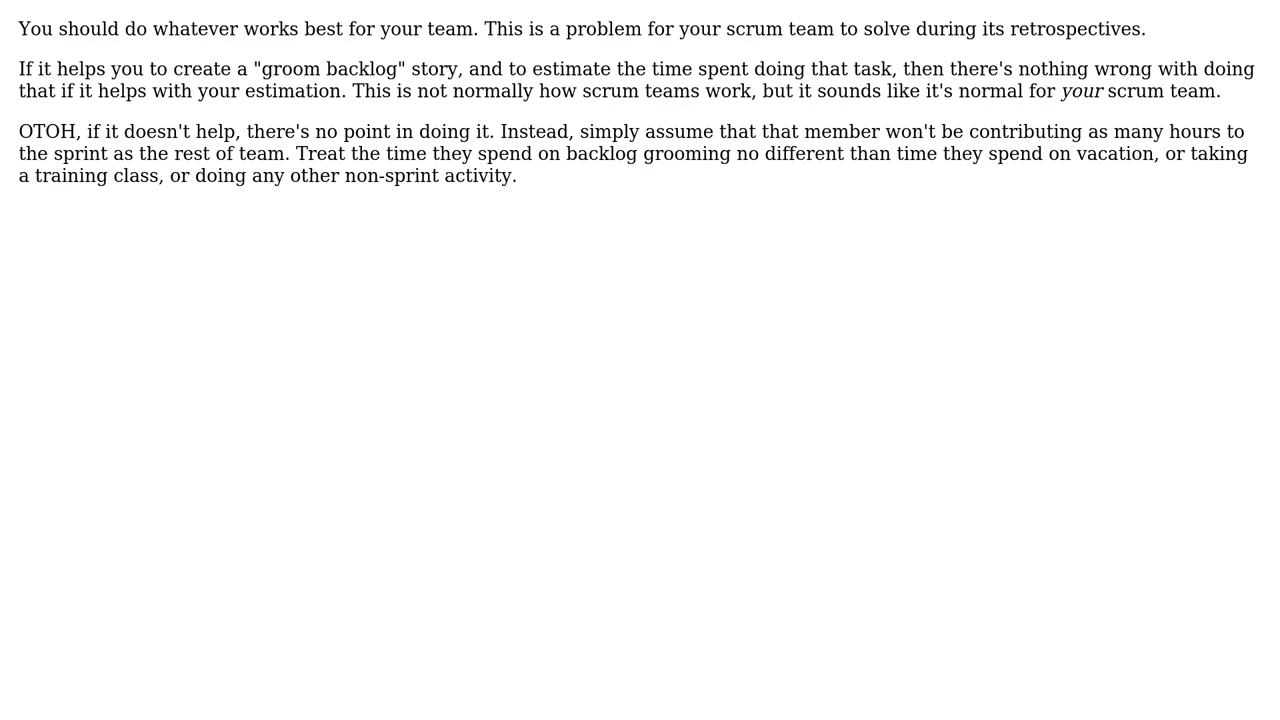 You should do whatever works best for your team. This is a problem for your scrum team to solve during its retrospectives.
If it helps you to create a "groom backlog" story, and to estimate the time spent doing that task, then there's nothing wrong with doing
that if it helps with your estimation. This is not normally how scrum teams work, but it sounds like it's normal for your scrum team.
OTOH, if it doesn't help, there's no point in doing it. Instead, simply assume that that member won't be contributing as many hours to
the sprint as the rest of team. Treat the time they spend on backlog grooming no different than time they spend on vacation, or taking
a training class, or doing any other non-sprint activity.